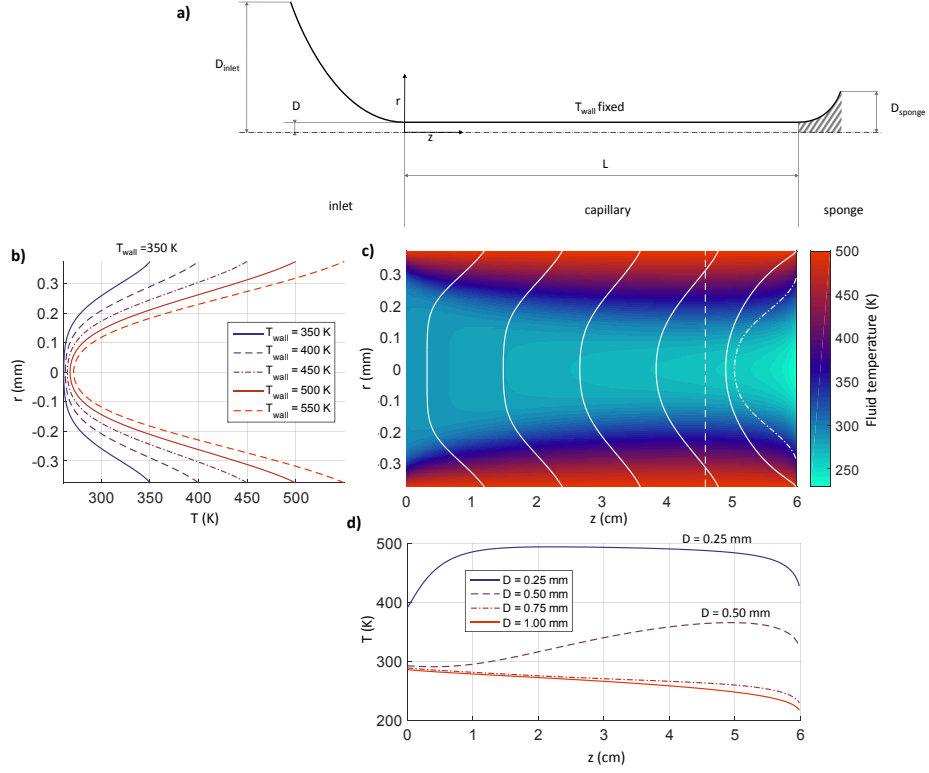 a)
D_inlet
D
r
z
T_wall fixed
D_sponge
L
inlet
capillary
sponge
b)
T_wall =350 K
r (mm)
0.3
0.2
0.1
0
-0.1
-0.2
-0.3
T_wall = 350 K
T_wall = 400 K
T_wall = 450 K
T_wall = 500 K
T_wall = 550 K
300
400
450
500
T (K)
c)
r (mm)
0.3
0.2
0.1
0
-0.1
-0.2
-0.3
0
1
2
3
4
5
6
z (cm)
500
450
400
350
300
250
Fluid temperature (K)
d)
T (K)
500
400
300
200
D = 0.25 mm
D = 0.50 mm
D = 0.25 mm
D = 0.50 mm
D = 0.75 mm
D = 1.00 mm
0
1
2
3
4
5
6
z (cm)